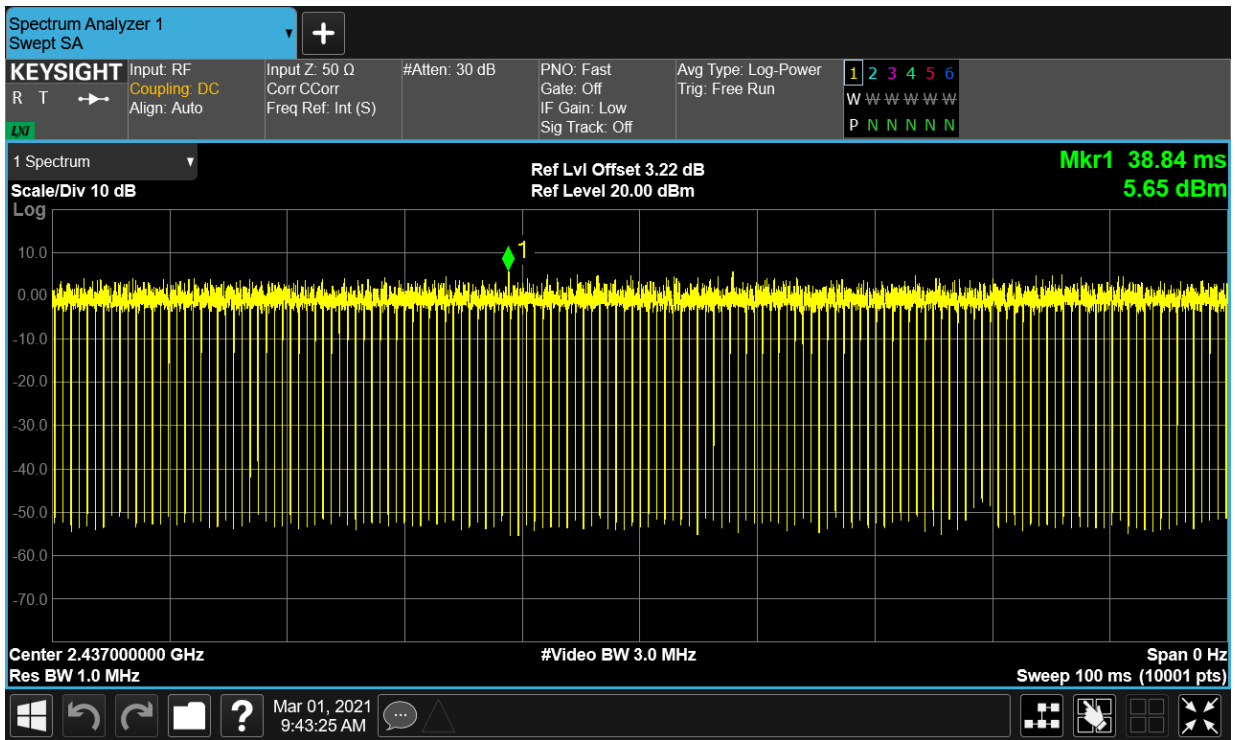 Spectrum Analyzer 1
Swept SA
KEYSIGHT
R T
LXI
Input: RF
Coupling: DC
Align: Auto
Input Z: 50 Ω
Corr CCorr
Freq Ref: Int (S)
#Atten: 30 dB
PNO: Fast
Gate: Off
IF Gain: Low
Sig Track: Off
Avg Type: Log-Power
Trig: Free Run
1 2 3 4 5 6
W W W W W W
P N N N N N
1 Spectrum
Scale/Div 10 dB
Log
Ref Lvl Offset 3.22 dB
Ref Level 20.00 dBm
Mkr1 38.84 ms
5.65 dBm
1
10.0
0.00
-10.0
-20.0
-30.0
-40.0
-50.0
-60.0
-70.0
Center 2.437000000 GHz
Res BW 1.0 MHz
#Video BW 3.0 MHz
Span 0 Hz
Sweep 100 ms (10001 pts)
?
Mar 01, 2021
9:43:25 AM